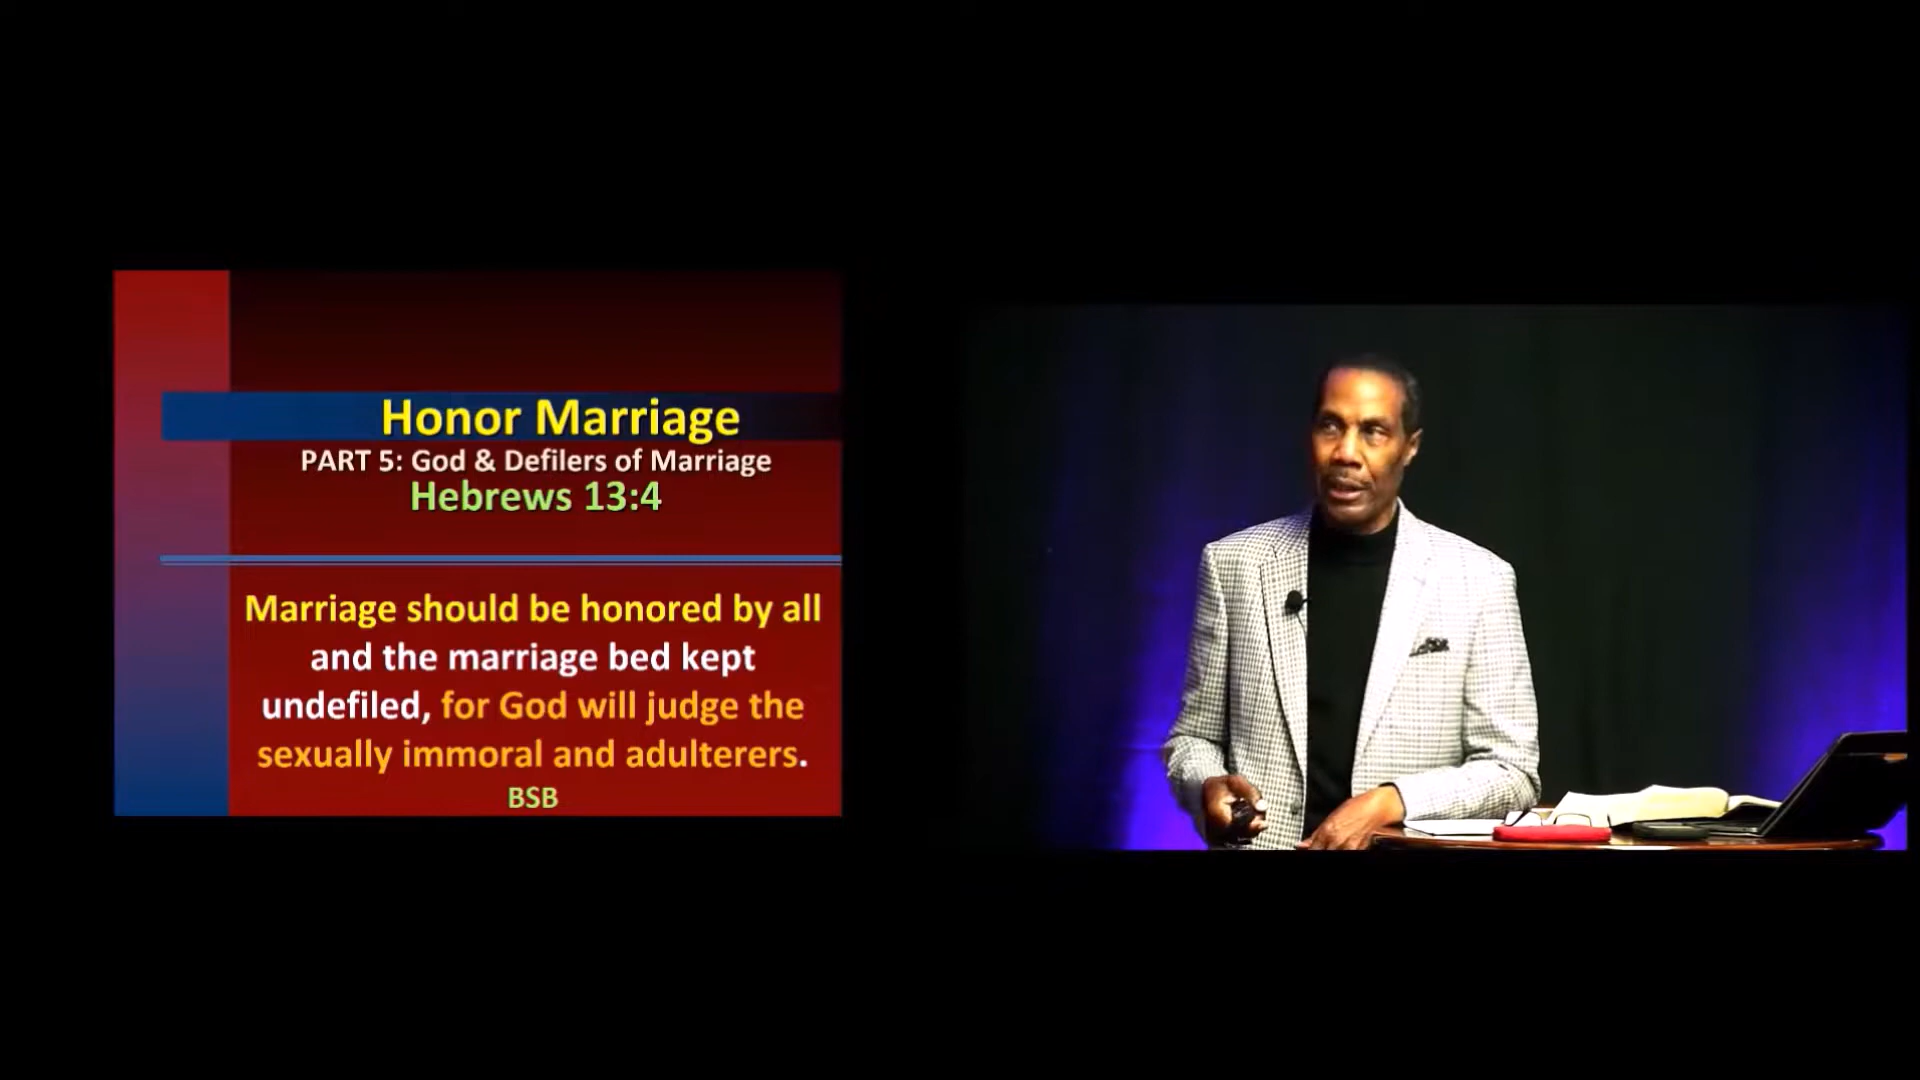 Honor Marriage
PART 5: God & Defilers of Marriage
Hebrews 13:4
Marriage should be honored by all
and the marriage bed kept
undefiled, for God will judge the
sexually immoral and adulterers.
BSB